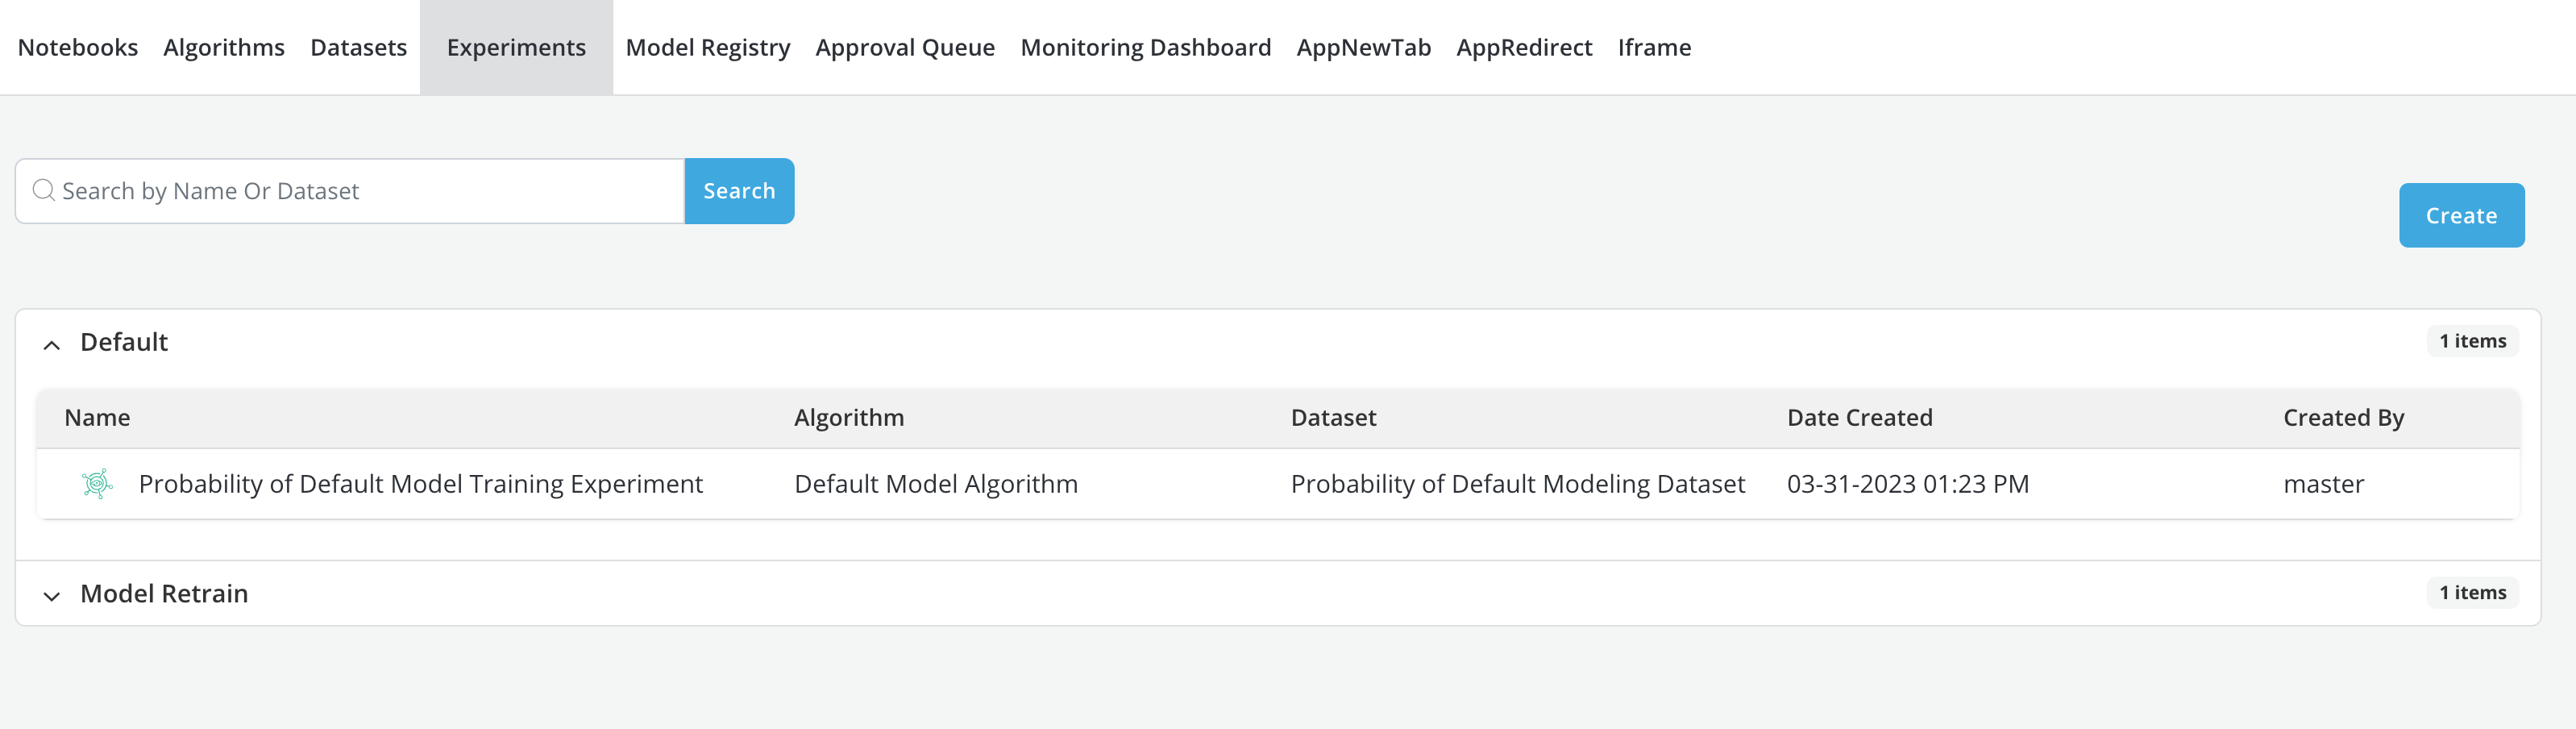 Notebooks Algorithms Datasets Experiments Model Registry Approval Queue Monitoring Dashboard AppNewTab AppRedirect Iframe
Search by Name Or Dataset Search
Create
Default 1 items
Name Algorithm Dataset Date Created Created By
Probability of Default Model Training Experiment Default Model Algorithm Probability of Default Modeling Dataset 03-31-2023 01:23 PM master
Model Retrain 1 items